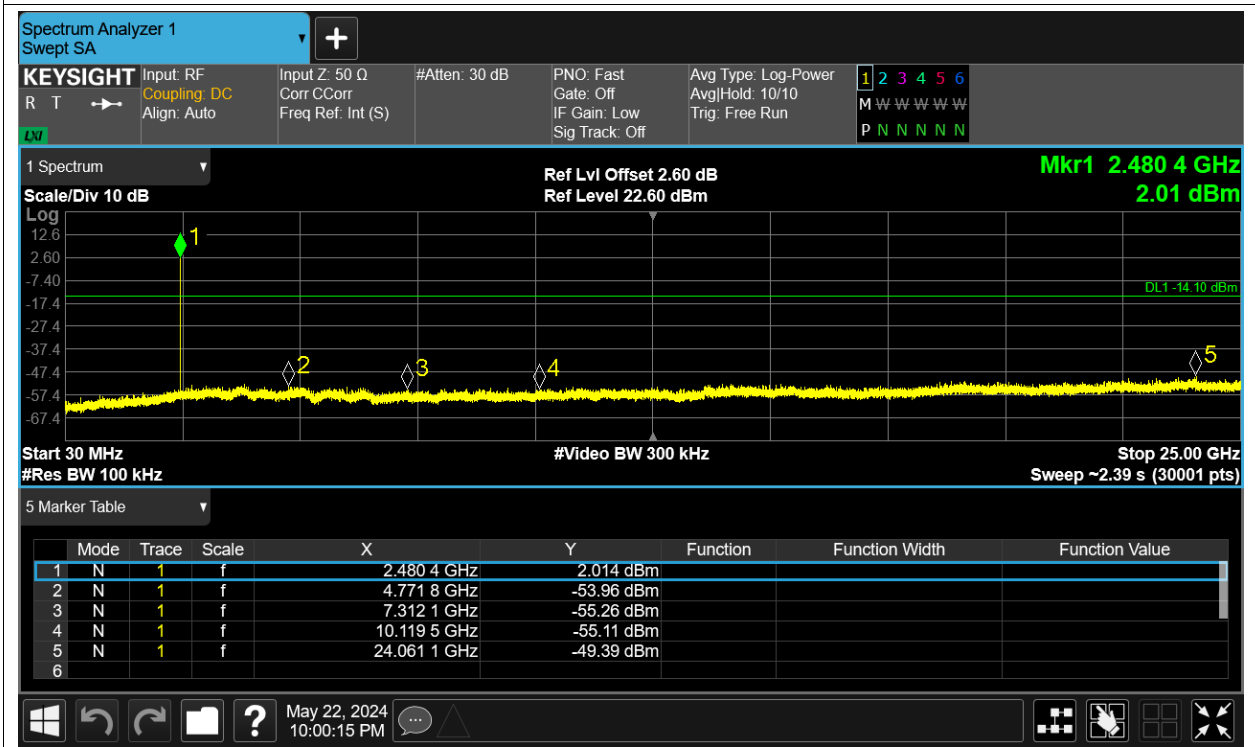 Spectrum Analyzer 1
Swept SA
+
KEYSIGHT Input: RF Input Z: 50 Ω #Atten: 30 dB PNO: Fast Avg Type: Log-Power 1 2 3 4 5 6
R T Coupling: DC Corr CCorr Gate: Off Avg|Hold: 10/10 M W W W W W
Align: Auto Freq Ref: Int (S) IF Gain: Low Trig: Free Run
LXI Sig Track: Off P N N N N N
1 Spectrum Ref Lvl Offset 2.60 dB Mkr1 2.480 4 GHz
Scale/Div 10 dB Ref Level 22.60 dBm 2.01 dBm
Log
12.6
1
2.60
-7.40
DL1 -14.10 dBm
-17.4
-27.4
-37.4
2 3 4 5
-47.4
-57.4
-67.4
Start 30 MHz #Video BW 300 kHz Stop 25.00 GHz
#Res BW 100 kHz Sweep ~2.39 s (30001 pts)
5 Marker Table
Mode Trace Scale X Y Function Function Width Function Value
1 N 1 f 2.480 4 GHz 2.014 dBm
2 N 1 f 4.771 8 GHz -53.96 dBm
3 N 1 f 7.312 1 GHz -55.26 dBm
4 N 1 f 10.119 5 GHz -55.11 dBm
5 N 1 f 24.061 1 GHz -49.39 dBm
6
? May 22, 2024
10:00:15 PM